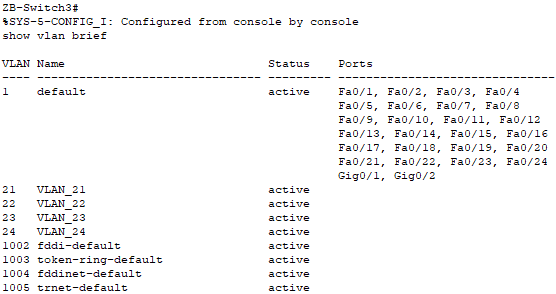 ZB-Switch3#
%SYS-5-CONFIG_I: Configured from console by console
show vlan brief

VLAN Name                             Status    Ports
---- -------------------------------- --------- -------------------------------
1    default                          active    Fa0/1, Fa0/2, Fa0/3, Fa0/4
                                                Fa0/5, Fa0/6, Fa0/7, Fa0/8
                                                Fa0/9, Fa0/10, Fa0/11, Fa0/12
                                                Fa0/13, Fa0/14, Fa0/15, Fa0/16
                                                Fa0/17, Fa0/18, Fa0/19, Fa0/20
                                                Fa0/21, Fa0/22, Fa0/23, Fa0/24
                                                Gig0/1, Gig0/2
21   VLAN_21                          active
22   VLAN_22                          active
23   VLAN_23                          active
24   VLAN_24                          active
1002 fddi-default                     active
1003 token-ring-default               active
1004 fddinet-default                  active
1005 trnet-default                    active